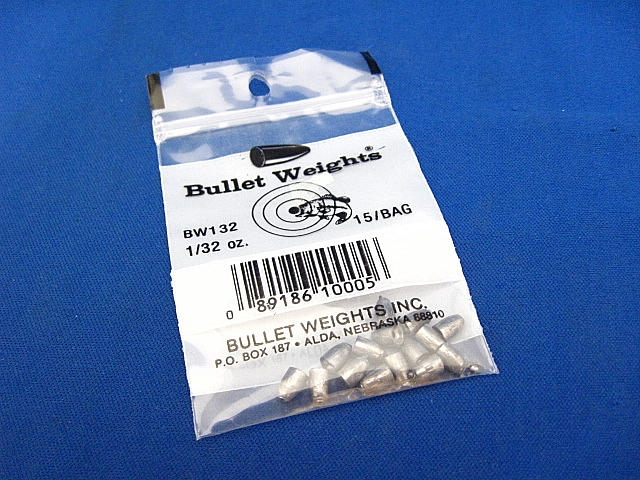 Bullet Weights®
BW132
15/BAG
1/32 oz.
0 89186 10005
BULLET WEIGHTS INC.
P.O. BOX 187 • ALDA, NEBRASKA 68810